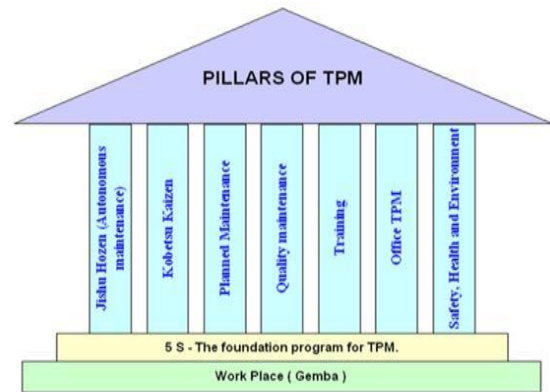 PILLARS OF TPM
Jishu Hozen (Autonomous
maintenance)
Kobetsu Kaizen
Planned Maintenance
Quality maintenance
Training
Office TPM
Safety, Health and Environment
5 S - The foundation program for TPM.
Work Place ( Gemba )